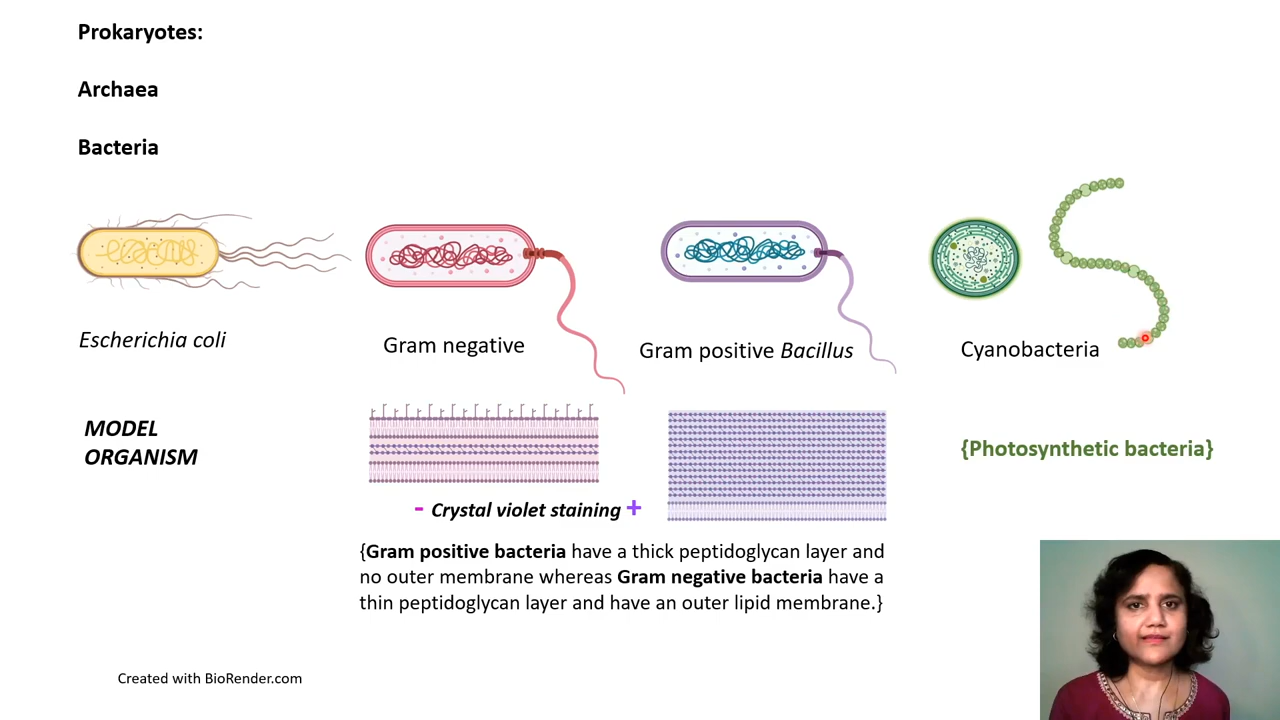 Prokaryotes:
Archaea
Bacteria
Escherichia coli
Gram negative
Gram positive Bacillus
Cyanobacteria
MODEL
ORGANISM
{Photosynthetic bacteria}
- Crystal violet staining +
{Gram positive bacteria have a thick peptidoglycan layer and
no outer membrane whereas Gram negative bacteria have a
thin peptidoglycan layer and have an outer lipid membrane.}
Created with BioRender.com